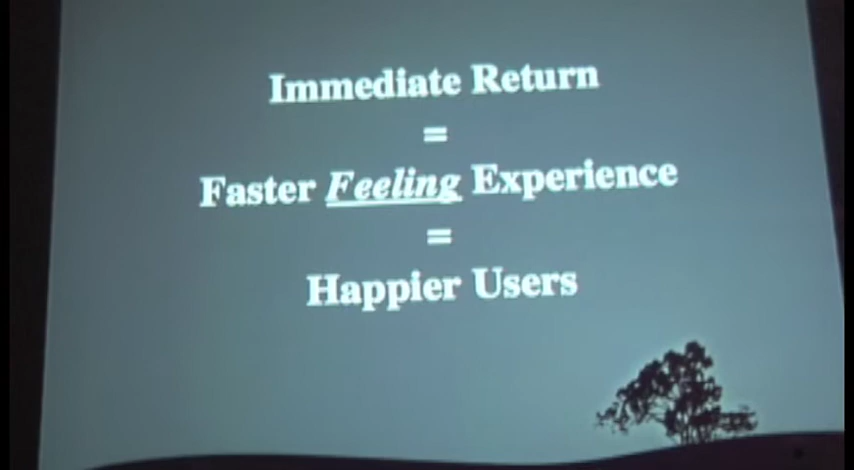 Immediate Return
=
Faster Feeling Experience
=
Happier Users